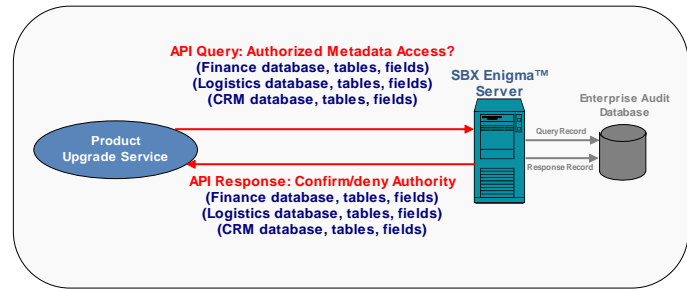 API Query: Authorized Metadata Access?
(Finance database, tables, fields)
(Logistics database, tables, fields)
(CRM database, tables, fields)
SBX Enigma™
Server
Enterprise Audit
Database
Product
Upgrade Service
Query Record
Response Record
API Response: Confirm/deny Authority
(Finance database, tables, fields)
(Logistics database, tables, fields)
(CRM database, tables, fields)